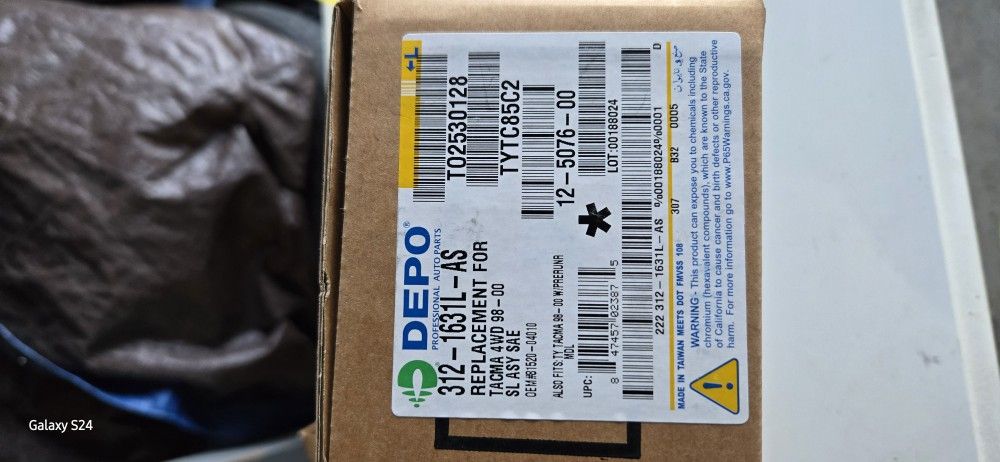 DEPO®
PROFESSIONAL AUTO PARTS
←L
312-1631L-AS
REPLACEMENT FOR
TACMA 4WD 98-00
SL ASY SAE
OEM#81520-04010
ALSO FITS:TY TACMA 98-00 W/PRERUNR
MDL
TO2530128
TYTC85C2
12-5076-00
*
UPC:
8 47457 02387 5
LOT:00188024
222 312-1631L-AS %00188024%0001 D
MADE IN TAIWAN MEETS DOT FMVSS 108 307 B32 0005
WARNING - This product can expose you to chemicals including
chromium (hexavalent compounds), which are known to the State
of California to cause cancer and birth defects or other reproductive
harm. For more information go to www.P65Warnings.ca.gov.
Galaxy S24